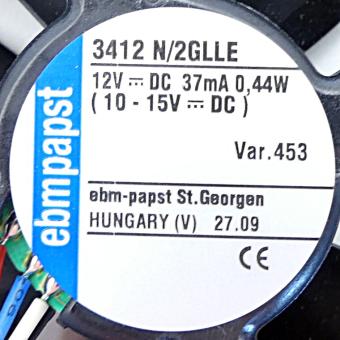 ebmpapst
3412 N/2GLLE
12V ⎓ DC 37mA 0,44W
( 10 - 15V ⎓ DC )
Var.453
ebm-papst St.Georgen
HUNGARY (V) 27.09
CE